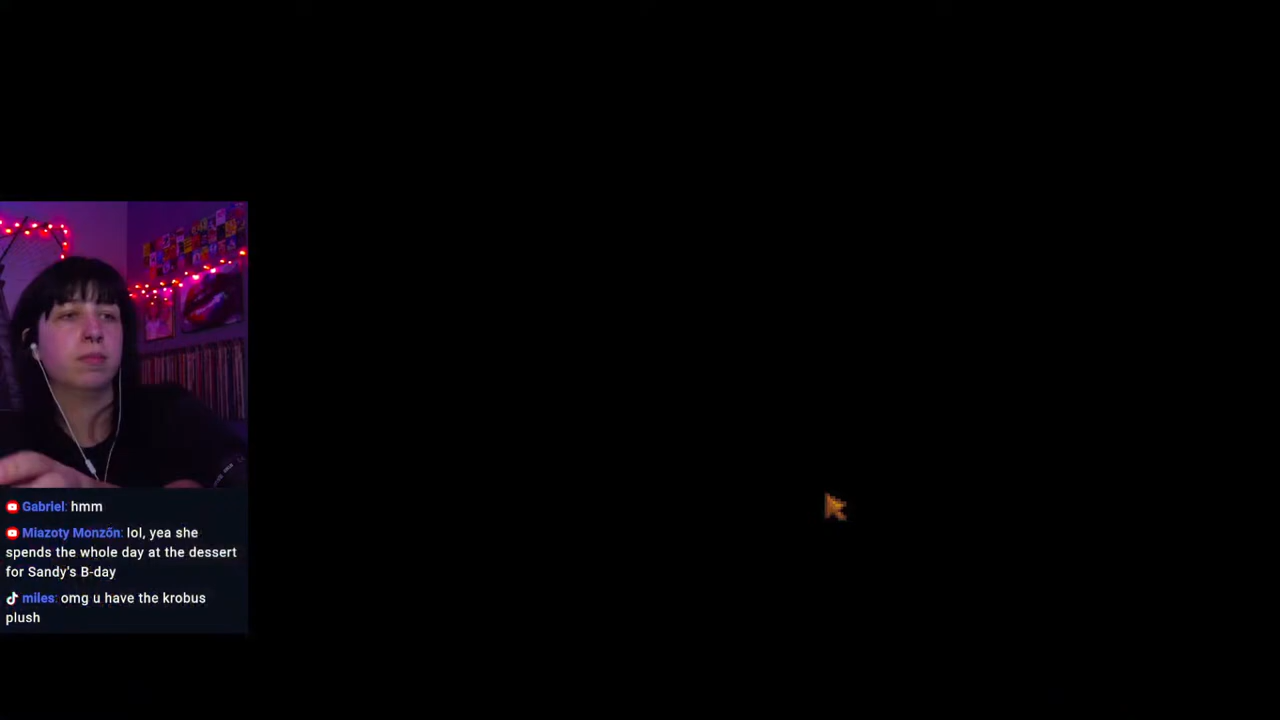 Gabriel: hmm
Miazoty Monzőn: lol, yea she
spends the whole day at the dessert
for Sandy's B-day
miles: omg u have the krobus
plush